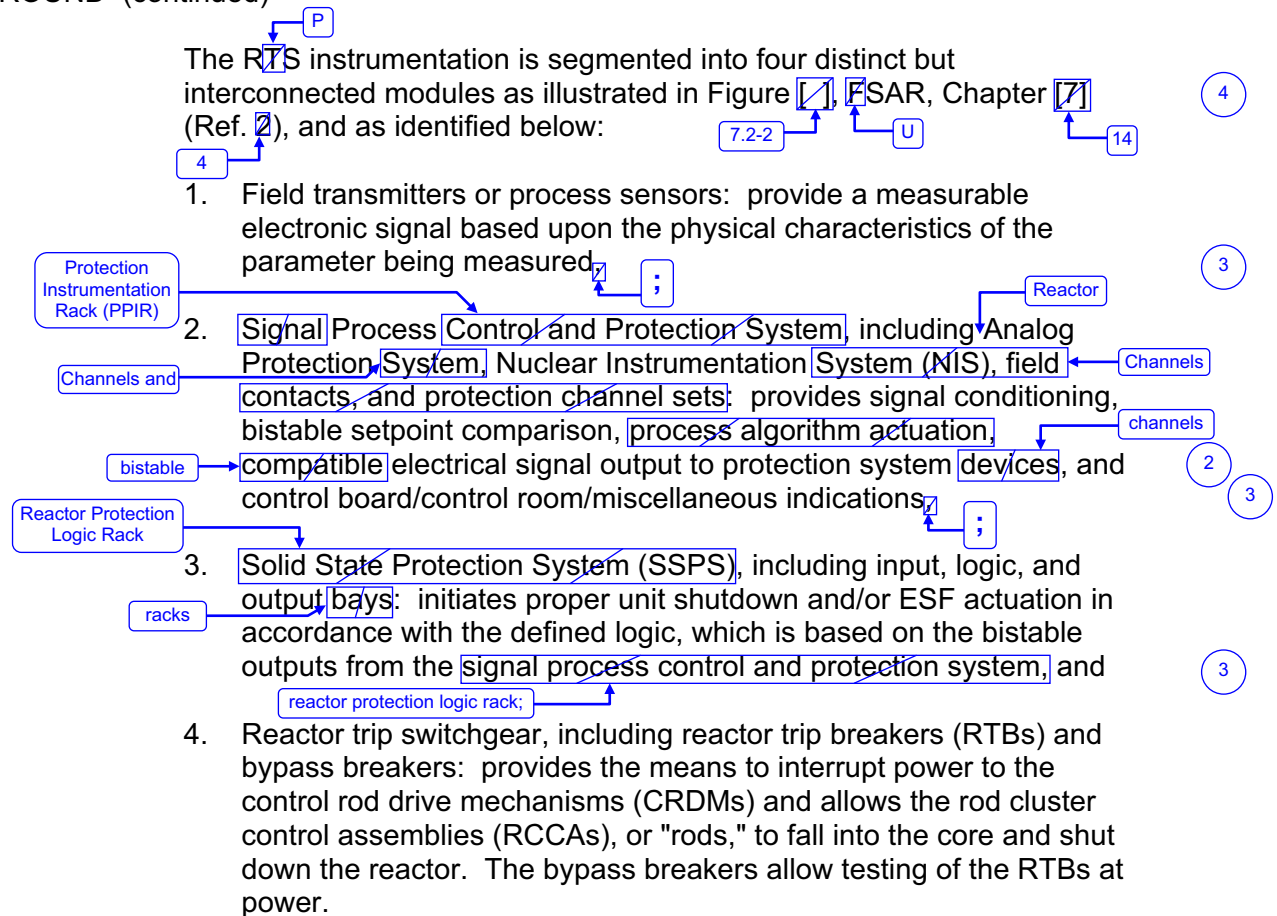 ROUND (continued)
P
The RTS instrumentation is segmented into four distinct but
interconnected modules as illustrated in Figure [ ], FSAR, Chapter [7]
4
(Ref. 2), and as identified below:
7.2-2
U
14
4
1. Field transmitters or process sensors: provide a measurable
electronic signal based upon the physical characteristics of the
parameter being measured,
;
3
Protection
Instrumentation
Rack (PPIR)
Reactor
2. Signal Process Control and Protection System, including Analog
Protection System, Nuclear Instrumentation System (NIS), field
Channels
Channels and
contacts, and protection channel sets: provides signal conditioning,
bistable setpoint comparison, process algorithm actuation,
channels
bistable
compatible electrical signal output to protection system devices, and
2
control board/control room/miscellaneous indications,
3
;
Reactor Protection
Logic Rack
3. Solid State Protection System (SSPS), including input, logic, and
output bays: initiates proper unit shutdown and/or ESF actuation in
racks
accordance with the defined logic, which is based on the bistable
outputs from the signal process control and protection system, and
3
reactor protection logic rack;
4. Reactor trip switchgear, including reactor trip breakers (RTBs) and
bypass breakers: provides the means to interrupt power to the
control rod drive mechanisms (CRDMs) and allows the rod cluster
control assemblies (RCCAs), or "rods," to fall into the core and shut
down the reactor. The bypass breakers allow testing of the RTBs at
power.